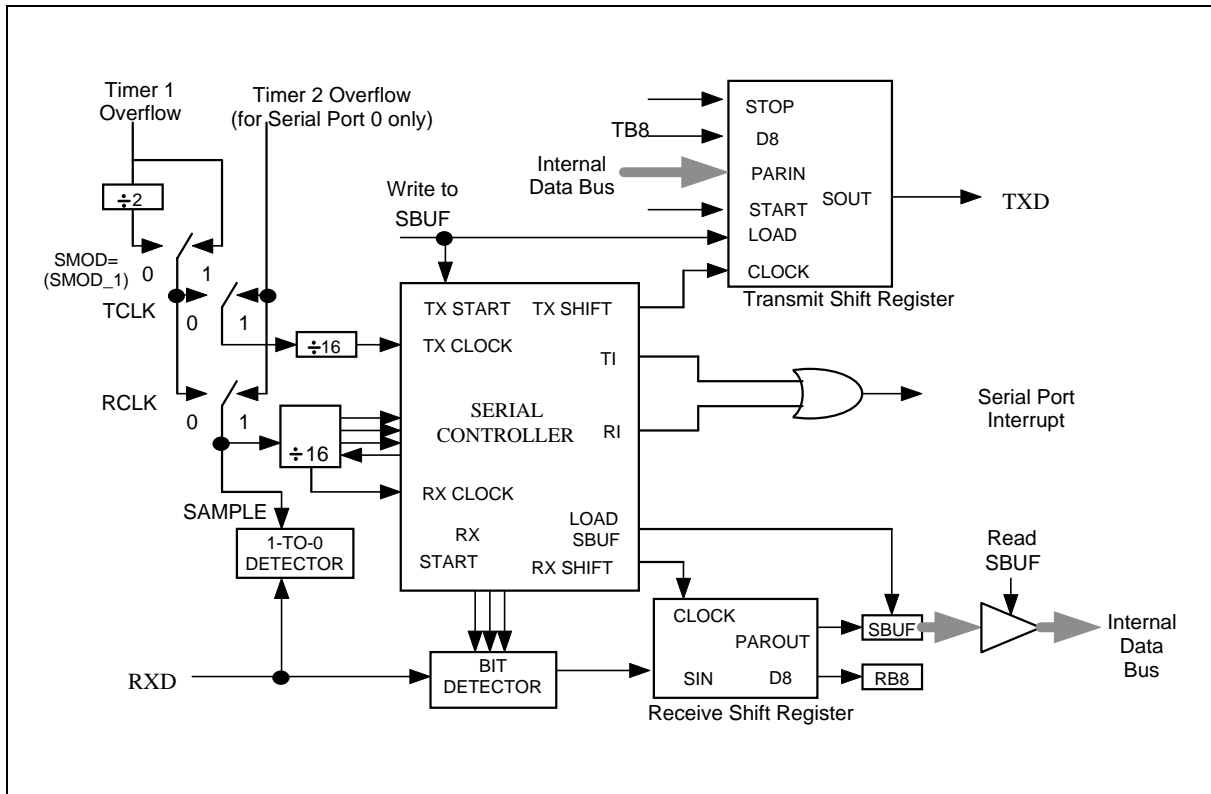 Timer 1
Overflow
Timer 2 Overflow
(for Serial Port 0 only)
÷2
SMOD=
(SMOD_1)
0
1
TCLK
0
1
÷16
RCLK
0
1
÷16
SAMPLE
1-TO-0
DETECTOR
RXD
Write to
SBUF
TX START
TX SHIFT
TX CLOCK
TI
SERIAL
CONTROLLER
RI
RX CLOCK
LOAD
SBUF
RX
START
RX SHIFT
BIT
DETECTOR
TB8
Internal
Data Bus
STOP
D8
PARIN
SOUT
START
LOAD
CLOCK
Transmit Shift Register
TXD
Serial Port
Interrupt
CLOCK
PAROUT
SIN
D8
Receive Shift Register
SBUF
RB8
Read
SBUF
Internal
Data
Bus